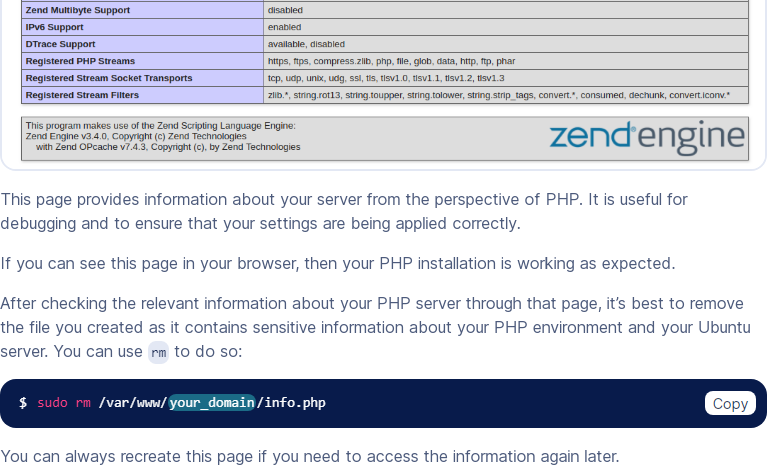 Zend Multibyte Support disabled
IPv6 Support enabled
DTrace Support available, disabled
Registered PHP Streams https, ftps, compress.zlib, php, file, glob, data, http, ftp, phar
Registered Stream Socket Transports tcp, udp, unix, udg, ssl, tls, tlsv1.0, tlsv1.1, tlsv1.2, tlsv1.3
Registered Stream Filters zlib.*, string.rot13, string.toupper, string.tolower, string.strip_tags, convert.*, consumed, dechunk, convert.iconv.*
This program makes use of the Zend Scripting Language Engine:
Zend Engine v3.4.0, Copyright (c) Zend Technologies
with Zend OPcache v7.4.3, Copyright (c), by Zend Technologies
zend® engine
This page provides information about your server from the perspective of PHP. It is useful for
debugging and to ensure that your settings are being applied correctly.
If you can see this page in your browser, then your PHP installation is working as expected.
After checking the relevant information about your PHP server through that page, it’s best to remove
the file you created as it contains sensitive information about your PHP environment and your Ubuntu
server. You can use rm to do so:
$ sudo rm /var/www/your_domain/info.php
Copy
You can always recreate this page if you need to access the information again later.